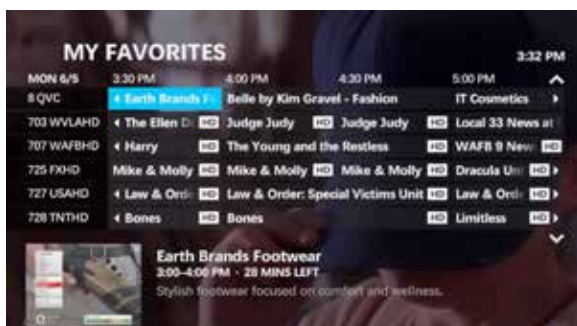 MY FAVORITES
3:32 PM
MON 6/5 3:30 PM 4:00 PM 4:30 PM 5:00 PM
8 QVC Earth Brands Belle by Kim Gravel - Fashion IT Cosmetics
703 WVLAHD The Ellen D HD Judge Judy HD Judge Judy HD Local 33 News at
707 WAFBHD Harry HD The Young and the Restless HD WAFB 9 New HD
725 FXHD Mike & Molly HD Mike & Molly HD Mike & Molly HD Dracula Un HD
727 USAHD Law & Ord HD Law & Order: Special Victims Unit HD Law & Ord HD
728 TNTHD Bones HD Bones HD Limitless HD
Earth Brands Footwear
3:00-4:00 PM · 28 MINS LEFT
Stylish footwear focused on comfort and wellness.